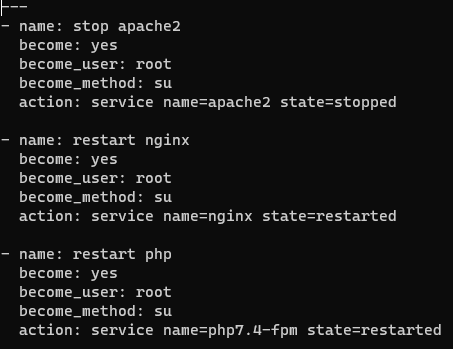 ---
- name: stop apache2
  become: yes
  become_user: root
  become_method: su
  action: service name=apache2 state=stopped

- name: restart nginx
  become: yes
  become_user: root
  become_method: su
  action: service name=nginx state=restarted

- name: restart php
  become: yes
  become_user: root
  become_method: su
  action: service name=php7.4-fpm state=restarted